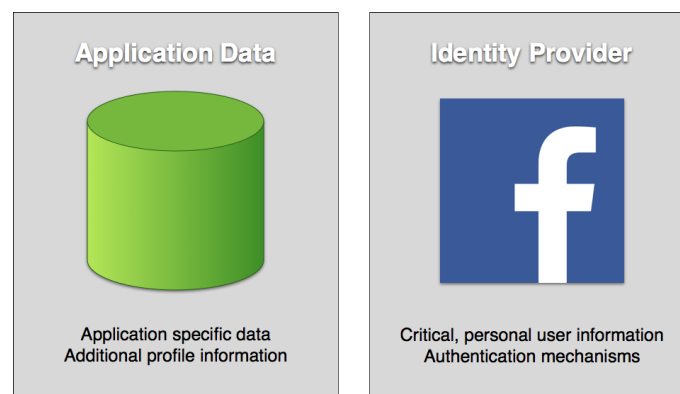 Application Data
Application specific data
Additional profile information
Identity Provider
f
Critical, personal user information
Authentication mechanisms